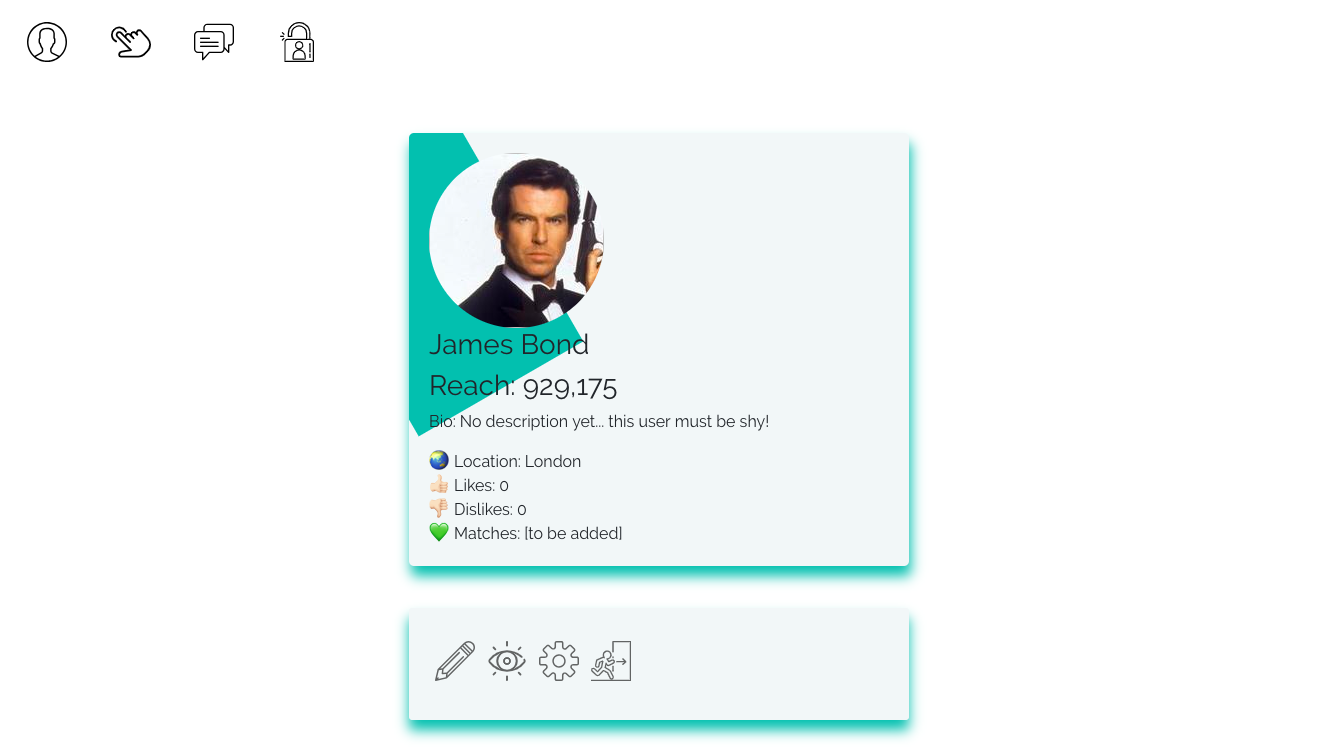 James Bond
Reach: 929,175
Bio: No description yet... this user must be shy!
🌏 Location: London
👍🏻 Likes: 0
👎🏻 Dislikes: 0
💚 Matches: [to be added]